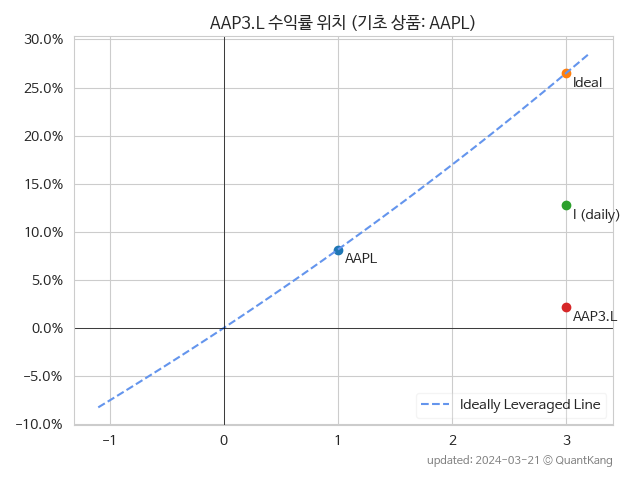 AAP3.L 수익률 위치 (기초 상품: AAPL)
30.0%
25.0%
20.0%
15.0%
10.0%
5.0%
0.0%
−5.0%
−10.0%
Ideal
I (daily)
AAPL
AAP3.L
Ideally Leveraged Line
−1
0
1
2
3
updated: 2024-03-21 © QuantKang